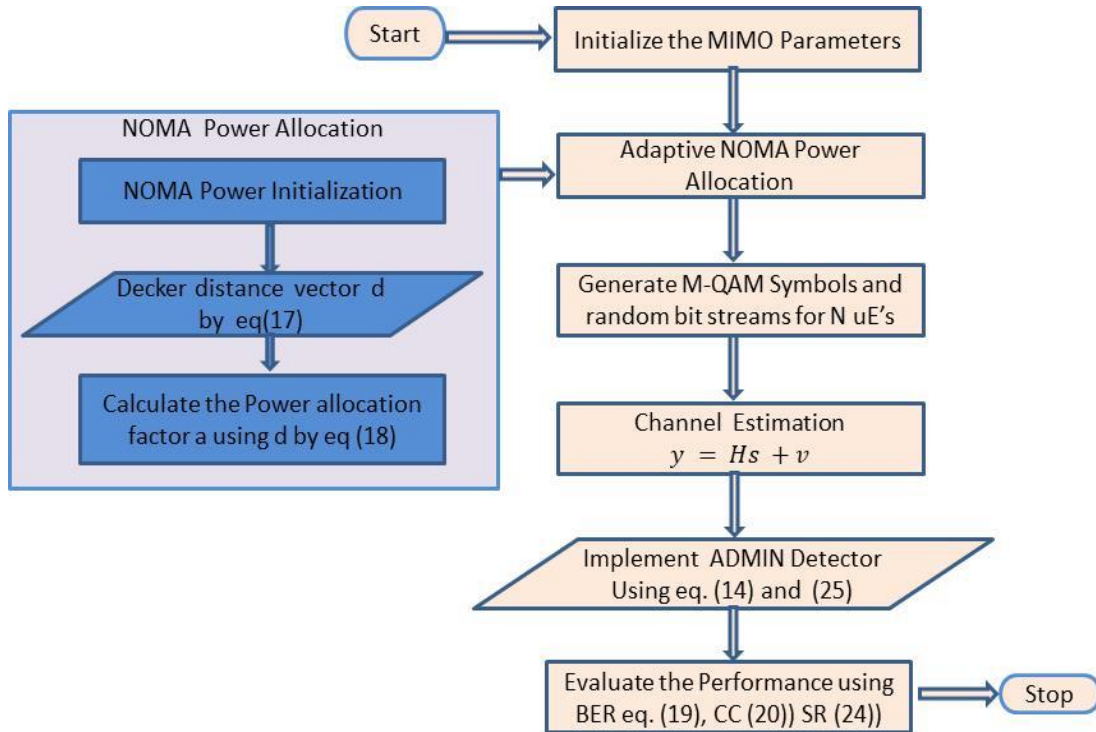 Start
Initialize the MIMO Parameters
NOMA Power Allocation
NOMA Power Initialization
Decker distance vector d
by eq(17)
Calculate the Power allocation
factor a using d by eq (18)
Adaptive NOMA Power
Allocation
Generate M-QAM Symbols and
random bit streams for N uE's
Channel Estimation
y = Hs + v
Implement ADMIN Detector
Using eq. (14) and (25)
Evaluate the Performance using
BER eq. (19), CC (20)) SR (24))
Stop